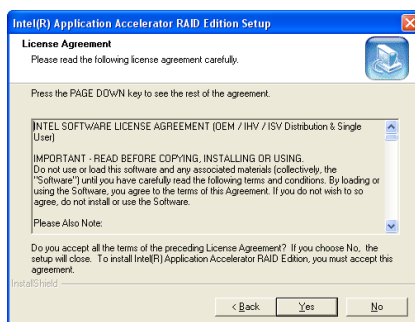 Intel(R) Application Accelerator RAID Edition Setup
License Agreement
Please read the following license agreement carefully.
Press the PAGE DOWN key to see the rest of the agreement.
INTEL SOFTWARE LICENSE AGREEMENT (OEM / IHV / ISV Distribution & Single
User)
IMPORTANT - READ BEFORE COPYING, INSTALLING OR USING.
Do not use or load this software and any associated materials (collectively, the
"Software") until you have carefully read the following terms and conditions. By loading or
using the Software, you agree to the terms of this Agreement. If you do not wish to so
agree, do not install or use the Software.
Please Also Note:
Do you accept all the terms of the preceding License Agreement? If you choose No, the
setup will close. To install Intel(R) Application Accelerator RAID Edition, you must accept this
agreement.
InstallShield
< Back Yes No